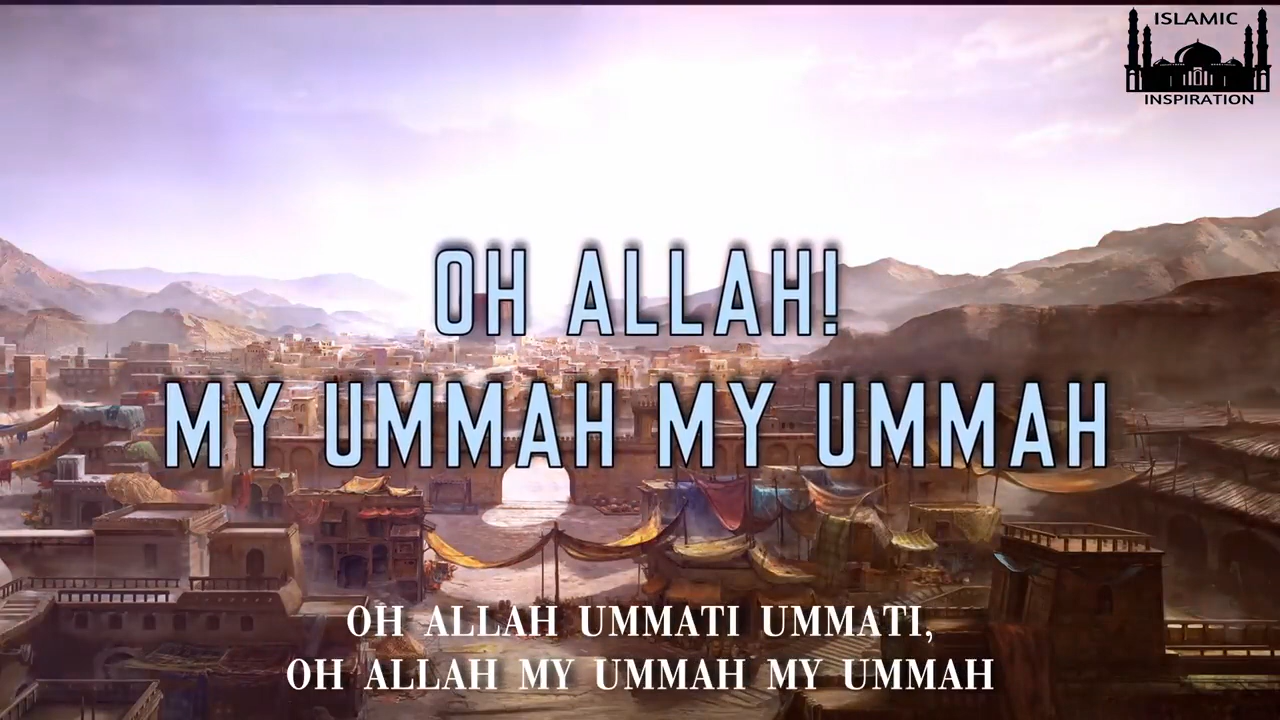 ISLAMIC
INSPIRATION
OH ALLAH!
MY UMMAH MY UMMAH
OH ALLAH UMMATI UMMATI,
OH ALLAH MY UMMAH MY UMMAH